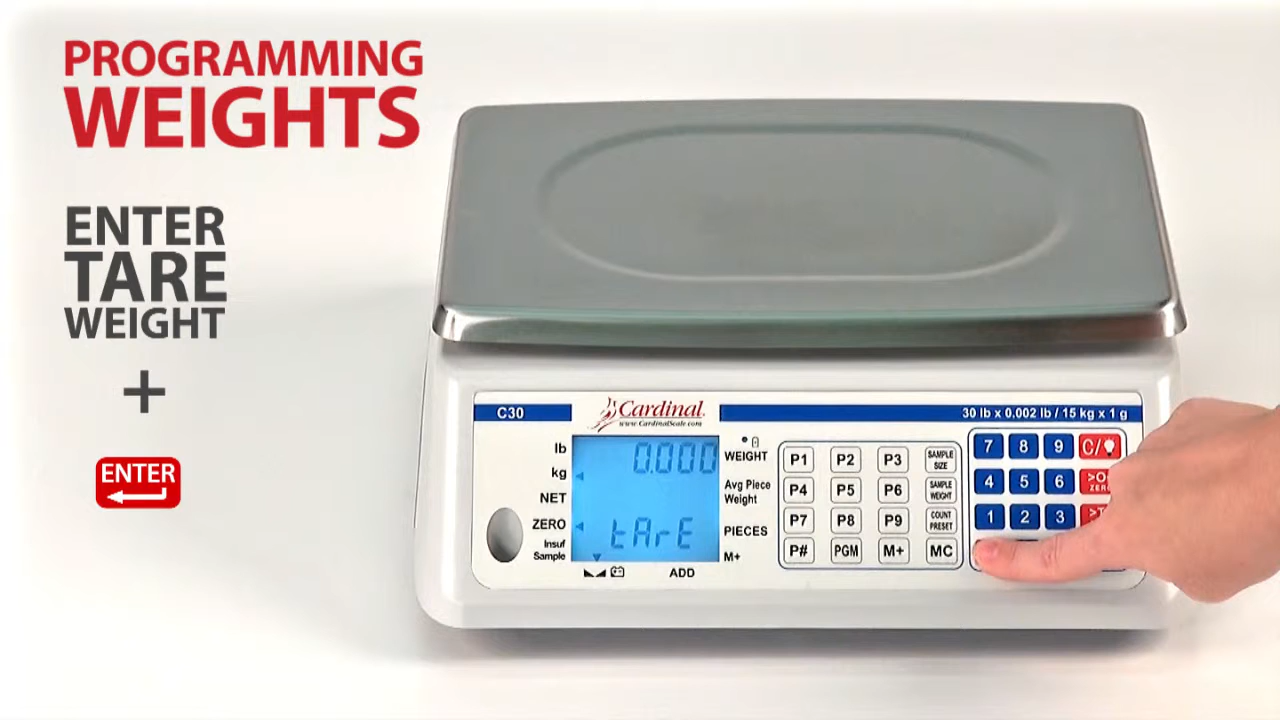 PROGRAMMING
WEIGHTS
ENTER
TARE
WEIGHT
+
ENTER
C30
Cardinal
www.CardinalScale.com
30 lb x 0.002 lb / 15 kg x 1 g
lb
kg
NET
ZERO
Insuf
Sample
0.000
tArE
ADD
WEIGHT
Avg Piece
Weight
PIECES
M+
P1 P2 P3 SAMPLE SIZE
P4 P5 P6 SAMPLE WEIGHT
P7 P8 P9 COUNT PRESET
P# PGM M+ MC
7 8 9 C/
4 5 6
1 2 3